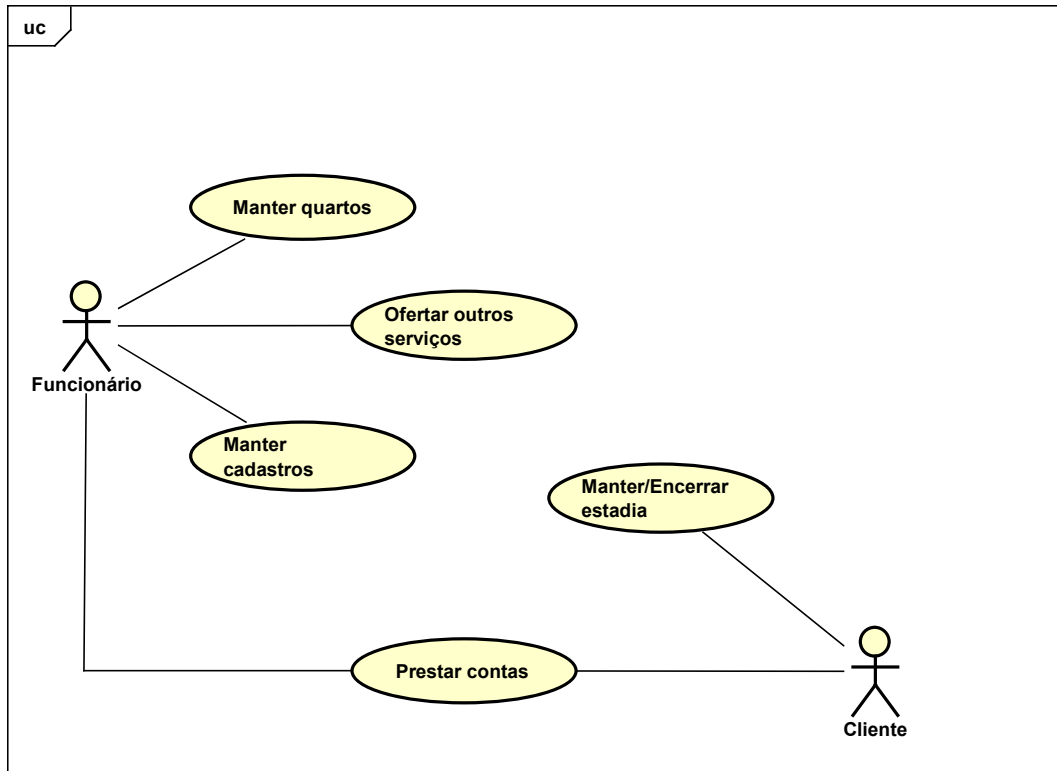 uc
Manter quartos
Ofertar outros
serviços
Funcionário
Manter
cadastros
Manter/Encerrar
estadia
Prestar contas
Cliente